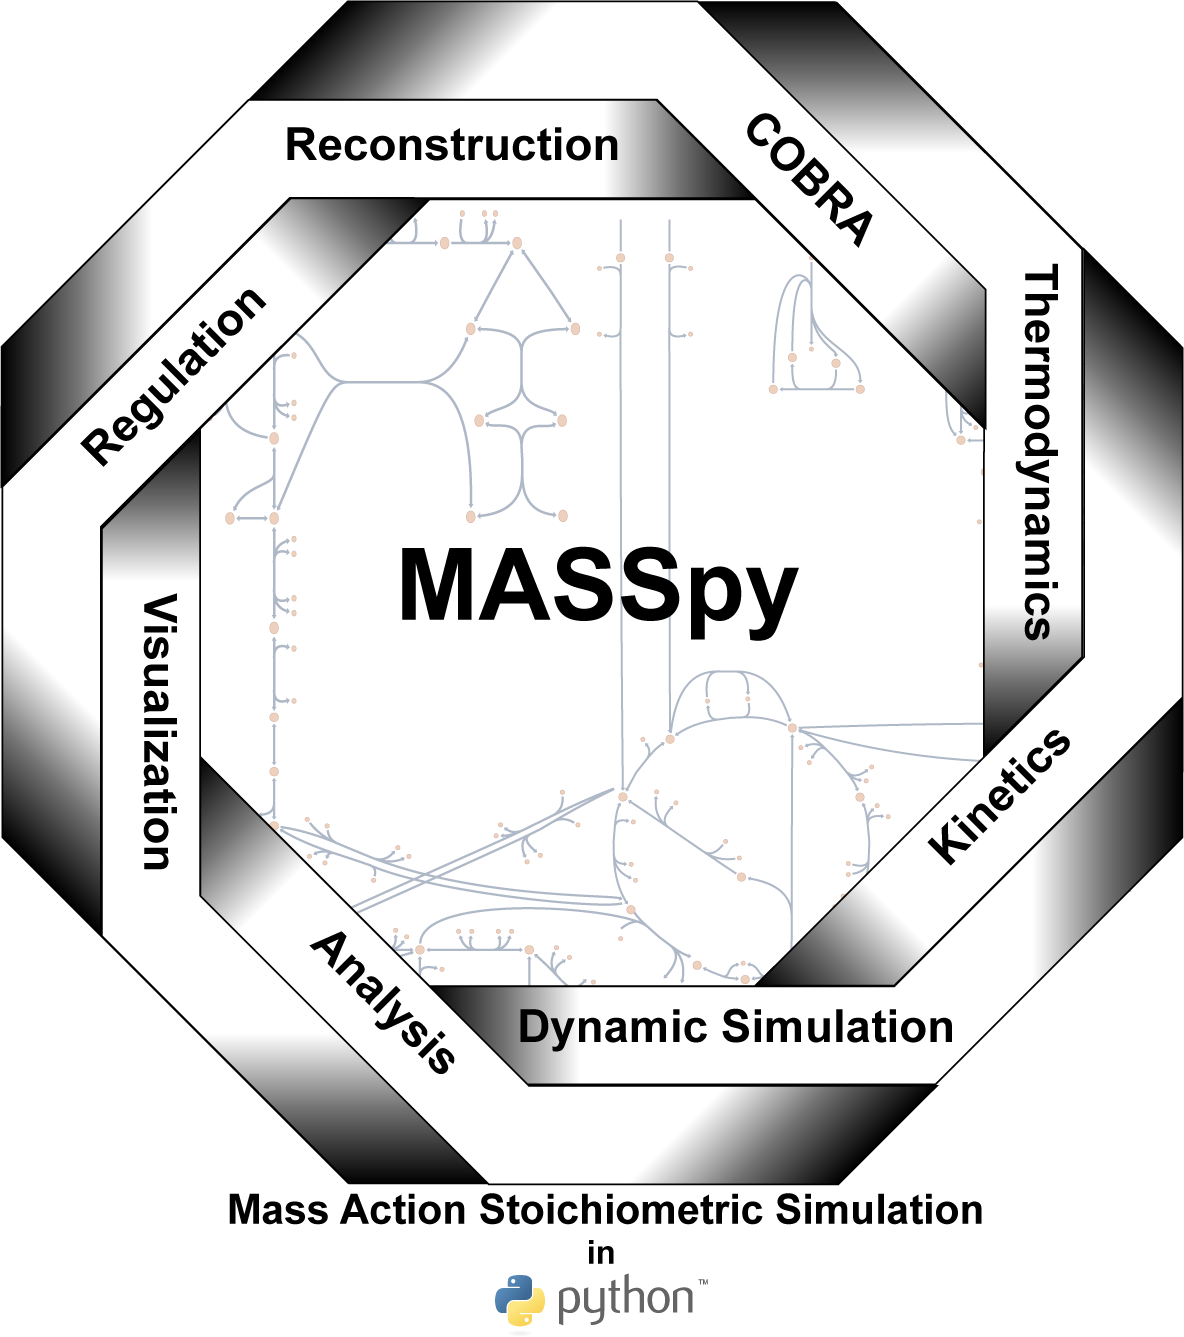 Reconstruction
COBRA
Thermodynamics
Kinetics
Dynamic Simulation
Analysis
Visualization
Regulation
MASSpy
Mass Action Stoichiometric Simulation
in
python™